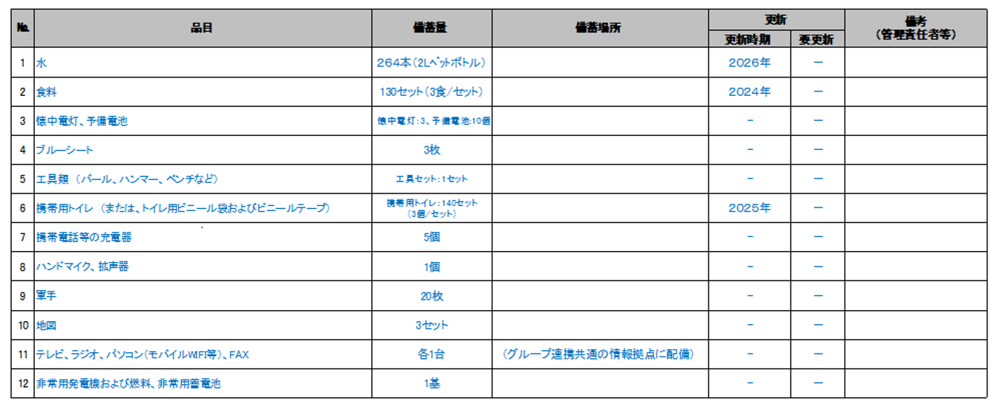 № 品目 備蓄量 備蓄場所 更新 備考
（管理責任者等）
更新時期 要更新
1 水 264本（2Lペットボトル） 2026年 －
2 食料 130セット（3食/セット） 2024年 －
3 懐中電灯、予備電池 懐中電灯：3、予備電池：10個 - －
4 ブルーシート 3枚 - －
5 工具類 （バール、ハンマー、ペンチなど） 工具セット：1セット - －
6 携帯用トイレ （または、トイレ用ビニール袋およびビニールテープ） 携帯用トイレ：140セット
（3個/セット） 2025年 －
7 携帯電話等の充電器 5個 - －
8 ハンドマイク、拡声器 1個 - －
9 軍手 20枚 - －
10 地図 3セット - －
11 テレビ、ラジオ、パソコン（モバイルWIFI等）、FAX 各1台 （グループ連携共通の情報拠点に配備） - －
12 非常用発電機および燃料、非常用蓄電池 1基 - －